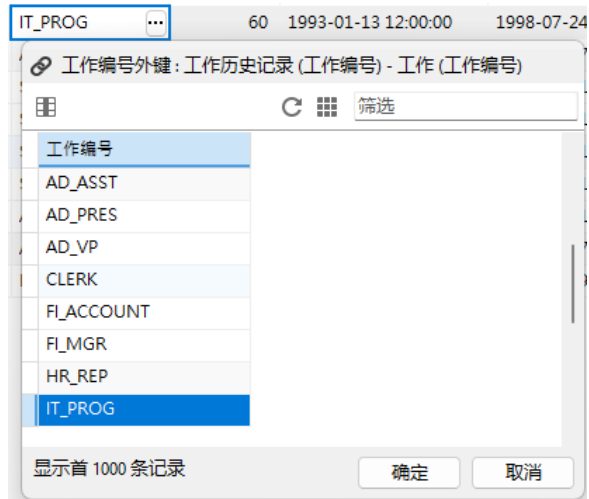 IT_PROG ... 60 1993-01-13 12:00:00 1998-07-24
工作编号外键 : 工作历史记录 (工作编号) - 工作 (工作编号)
筛选
工作编号
AD_ASST
AD_PRES
AD_VP
CLERK
FI_ACCOUNT
FI_MGR
HR_REP
IT_PROG
显示首 1000 条记录 确定 取消